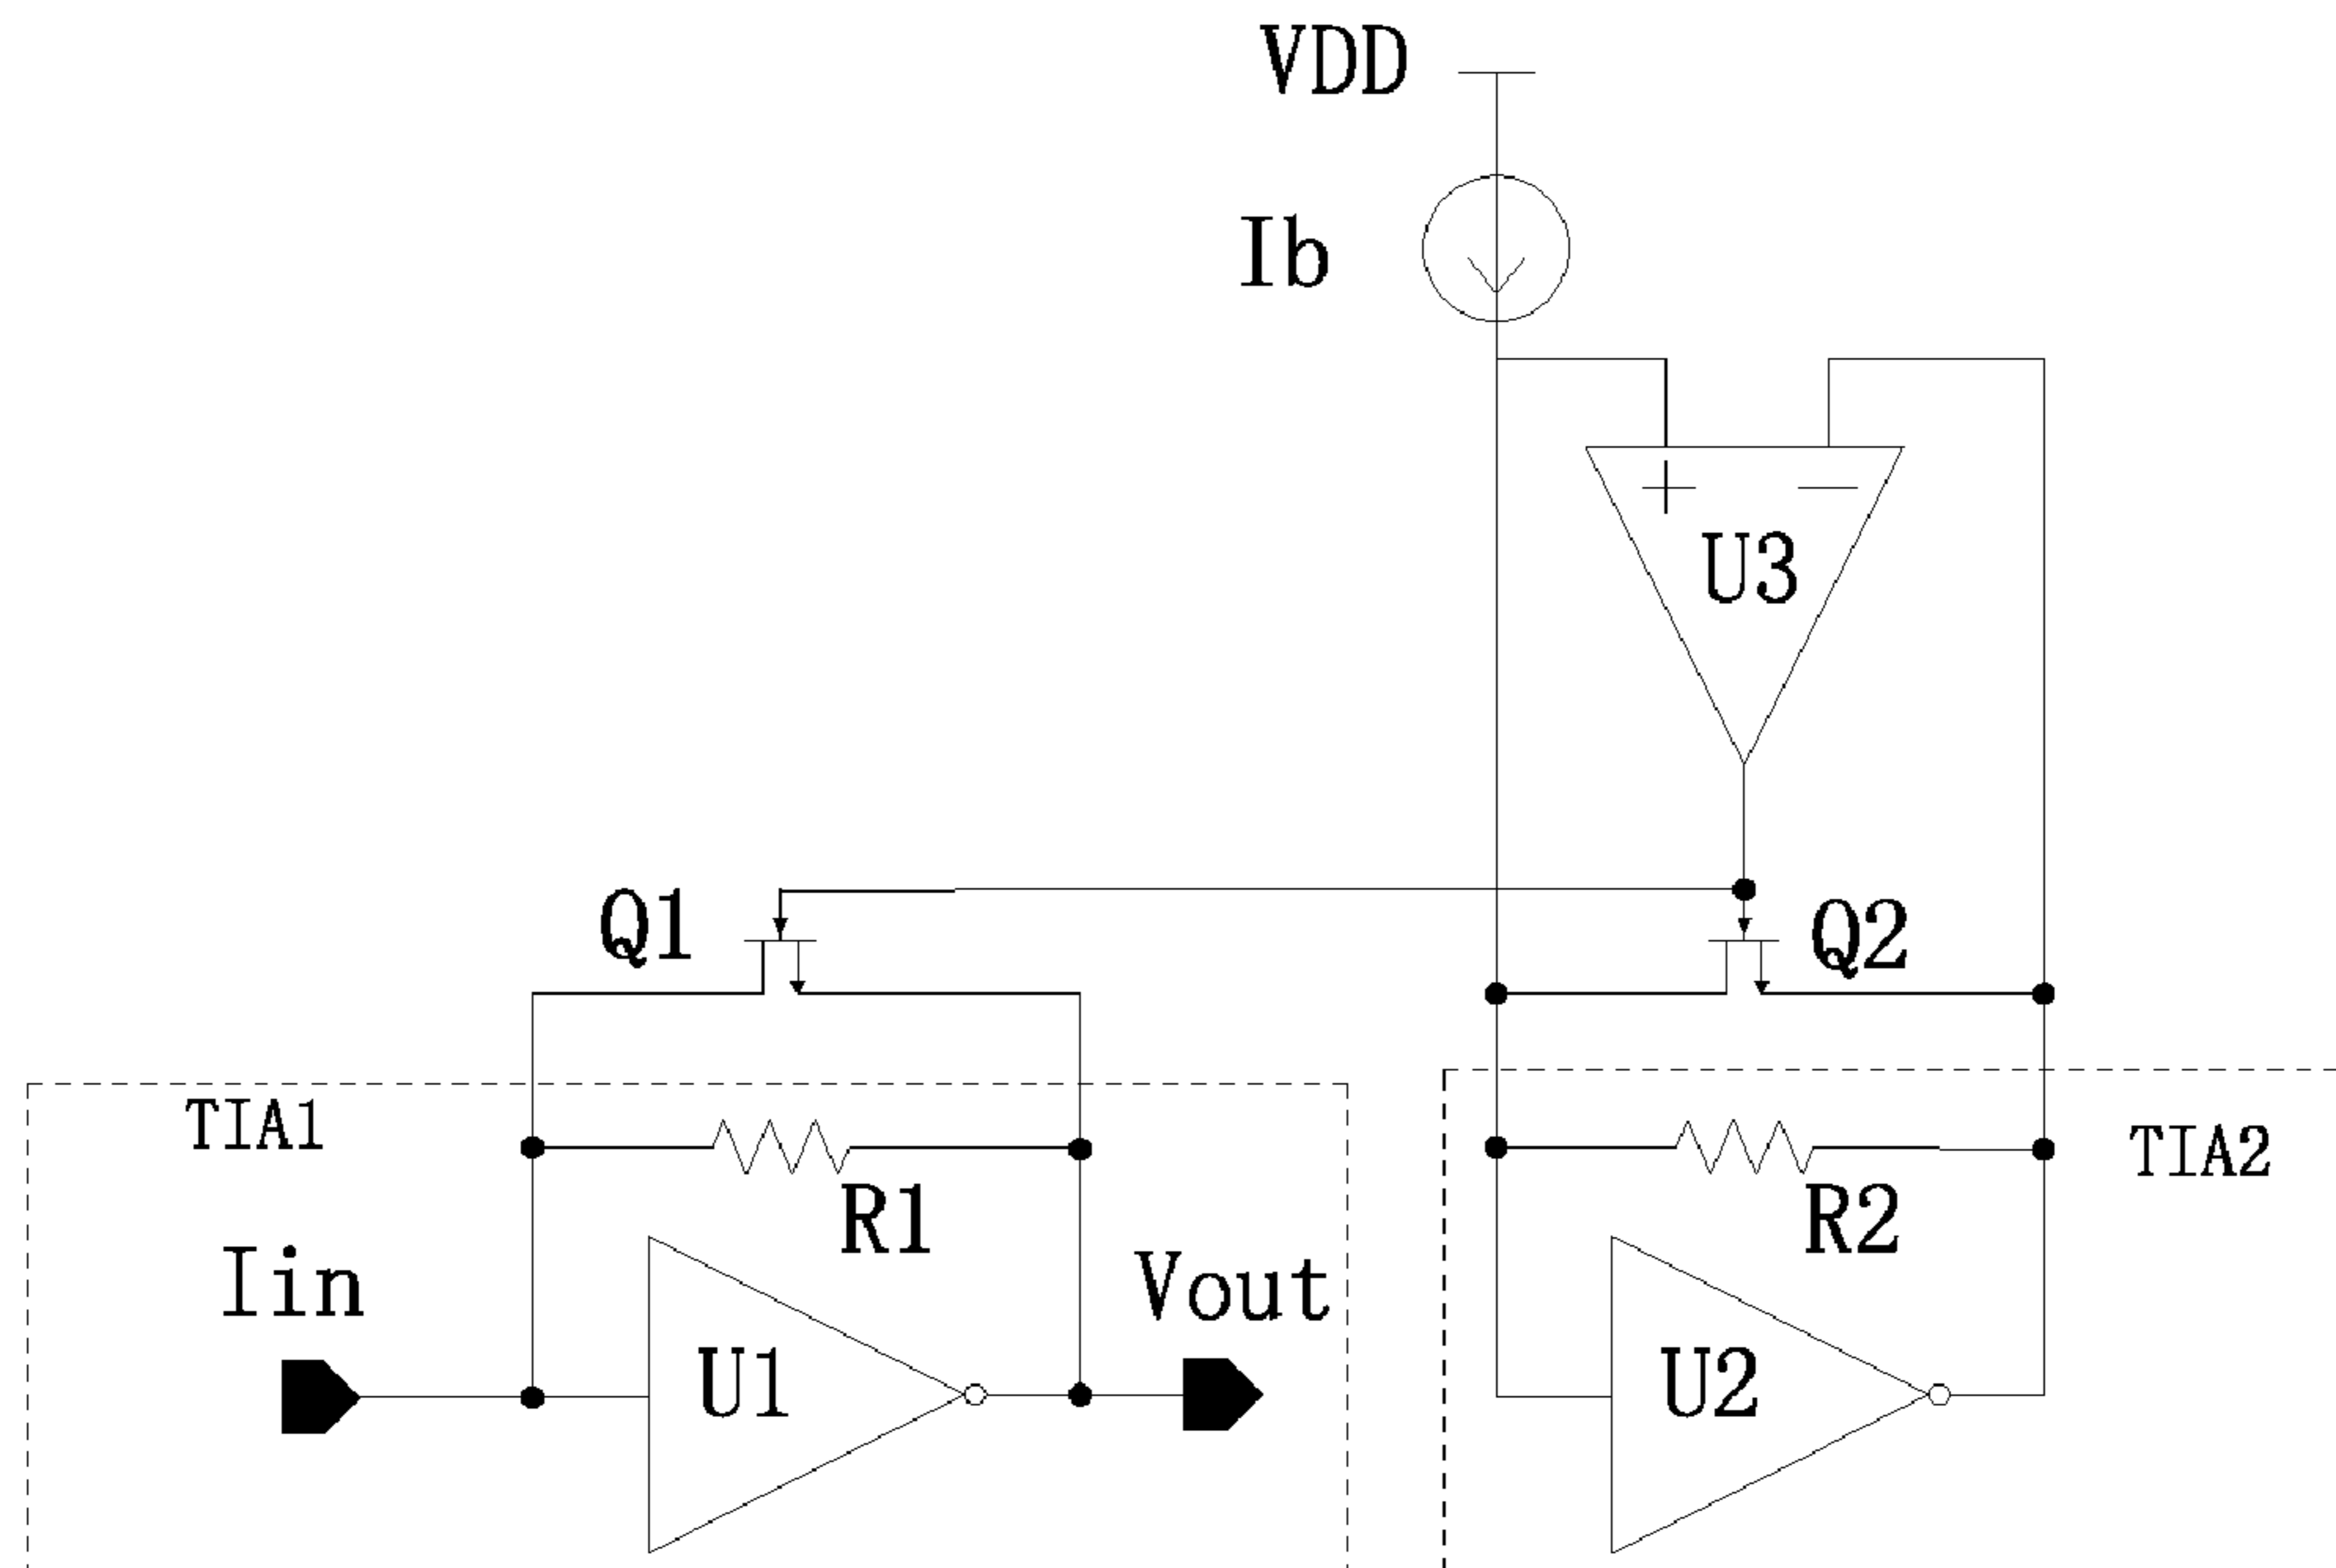 VDD
Ib
+ −
U3
Q1
Q2
TIA1
TIA2
R1
R2
Iin
Vout
U1
U2